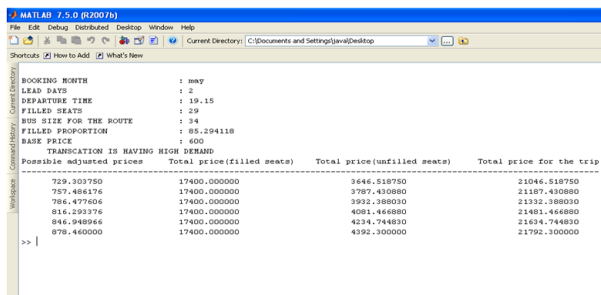 MATLAB 7.5.0 (R2007b)
File Edit Debug Distributed Desktop Window Help
Current Directory: C:\Documents and Settings\java\Desktop
Shortcuts How to Add What's New
Current Directory
Command History
Workspace
BOOKING MONTH : may
LEAD DAYS : 2
DEPARTURE TIME : 19.15
FILLED SEATS : 29
BUS SIZE FOR THE ROUTE : 34
FILLED PROPORTION : 85.294118
BASE PRICE : 600
TRANSCATION IS HAVING HIGH DEMAND
Possible adjusted prices Total price(filled seats) Total price(unfilled seats) Total price for the trip
729.303750 17400.000000 3646.518750 21046.518750
757.486176 17400.000000 3787.430880 21187.430880
786.477606 17400.000000 3932.388030 21332.388030
816.293376 17400.000000 4081.466880 21481.466880
846.948966 17400.000000 4234.744830 21634.744830
878.460000 17400.000000 4392.300000 21792.300000
>>